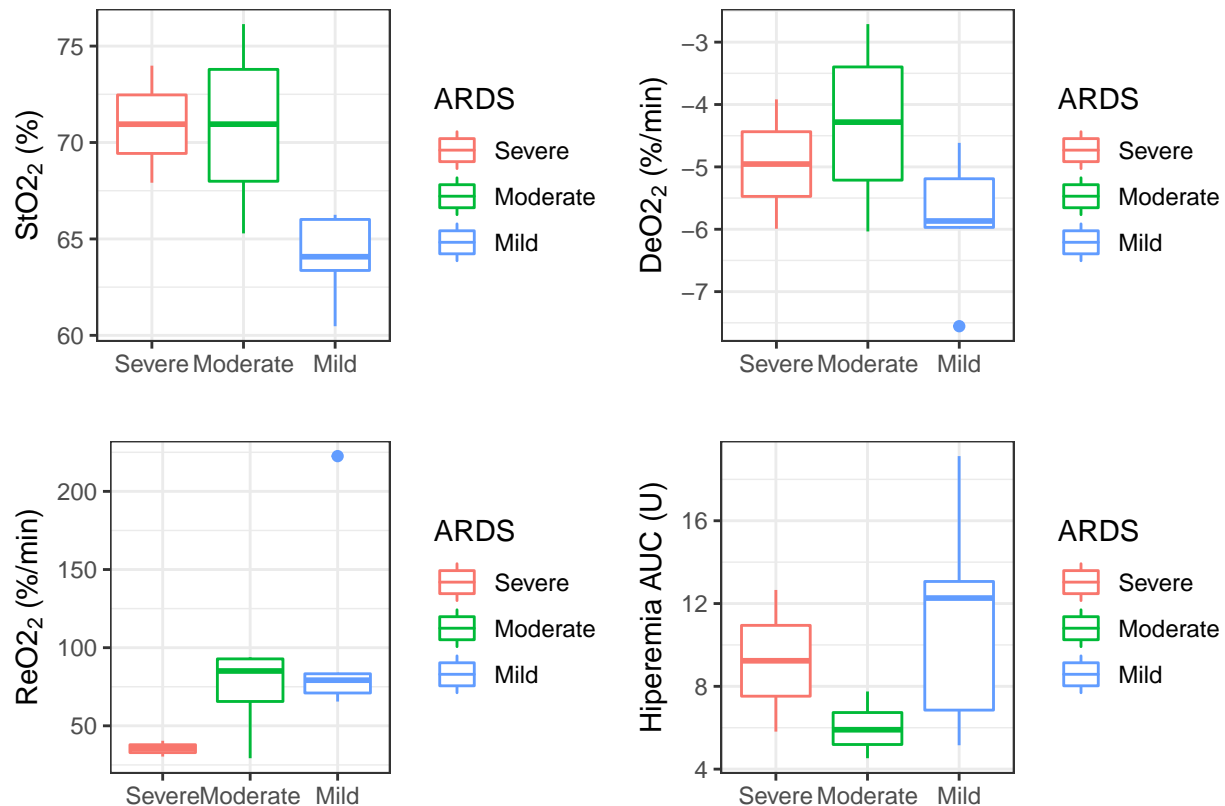 StO2₂ (%)
75
70
65
60
Severe Moderate Mild
ARDS
Severe
Moderate
Mild
DeO2₂ (%/min)
−3
−4
−5
−6
−7
Severe Moderate Mild
ARDS
Severe
Moderate
Mild
ReO2₂ (%/min)
200
150
100
50
Severe Moderate Mild
ARDS
Severe
Moderate
Mild
Hiperemia AUC (U)
16
12
8
4
Severe Moderate Mild
ARDS
Severe
Moderate
Mild